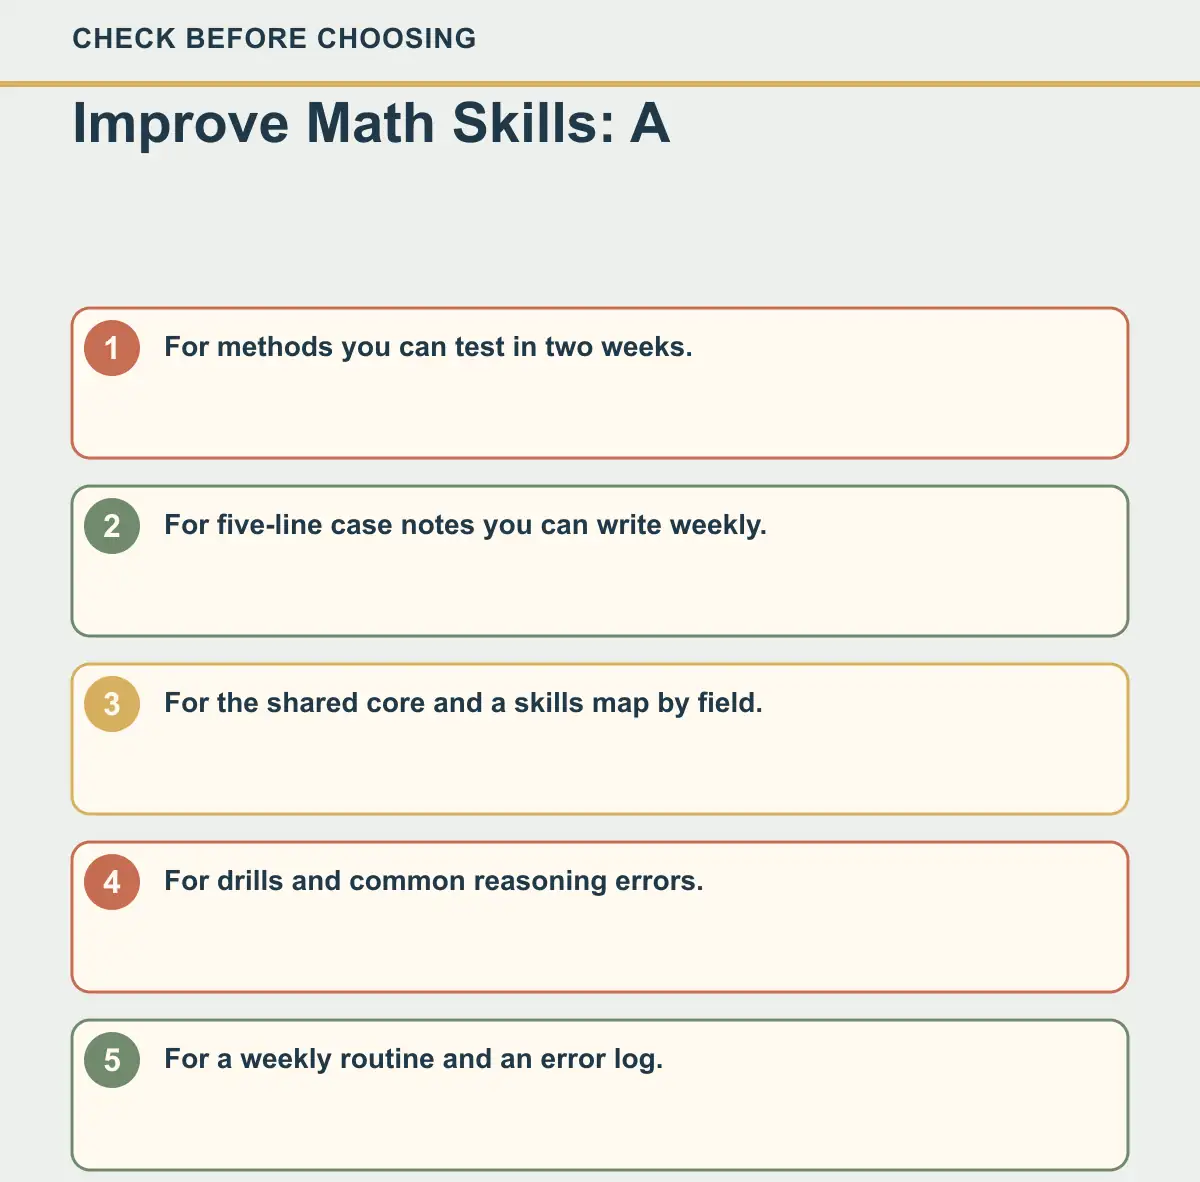 CHECK BEFORE CHOOSING
Improve Math Skills: A
1 For methods you can test in two weeks.
2 For five-line case notes you can write weekly.
3 For the shared core and a skills map by field.
4 For drills and common reasoning errors.
5 For a weekly routine and an error log.